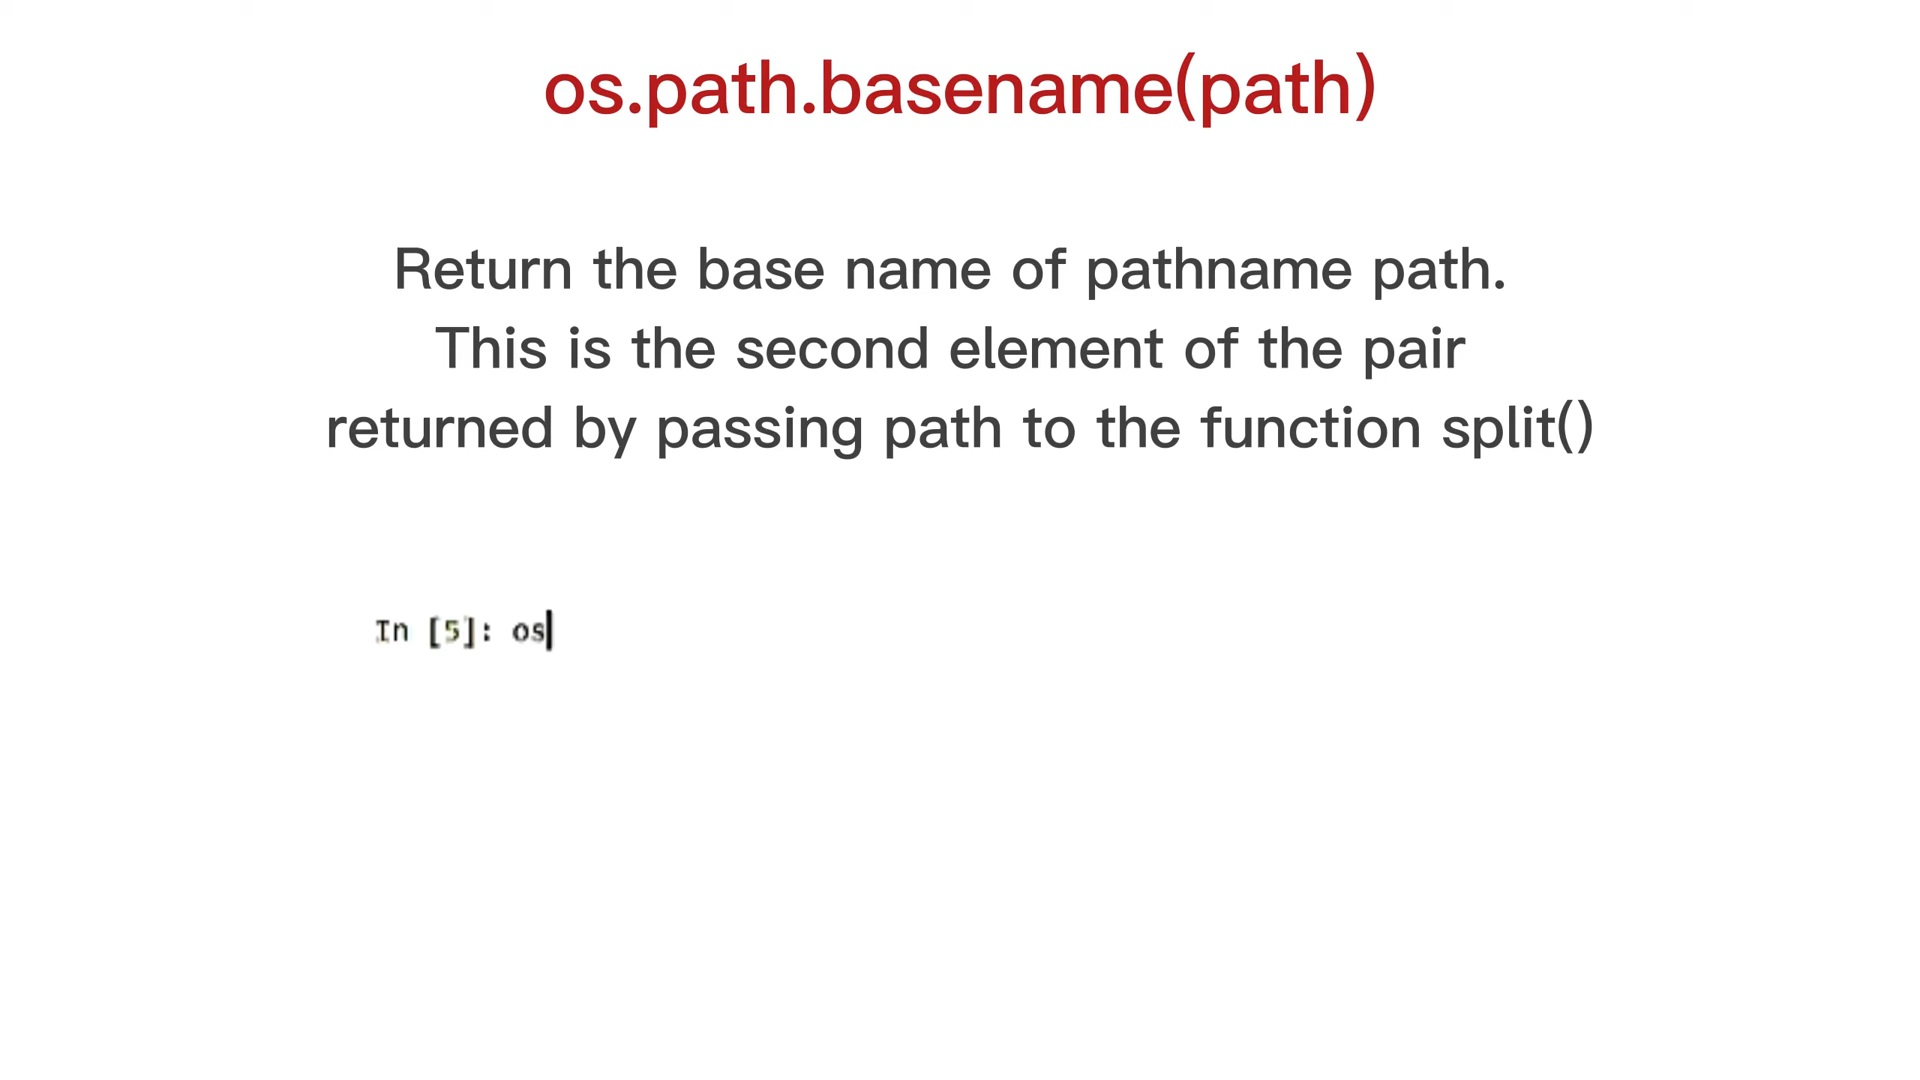 os.path.basename(path)
Return the base name of pathname path.
This is the second element of the pair
returned by passing path to the function split()
In [5]: os